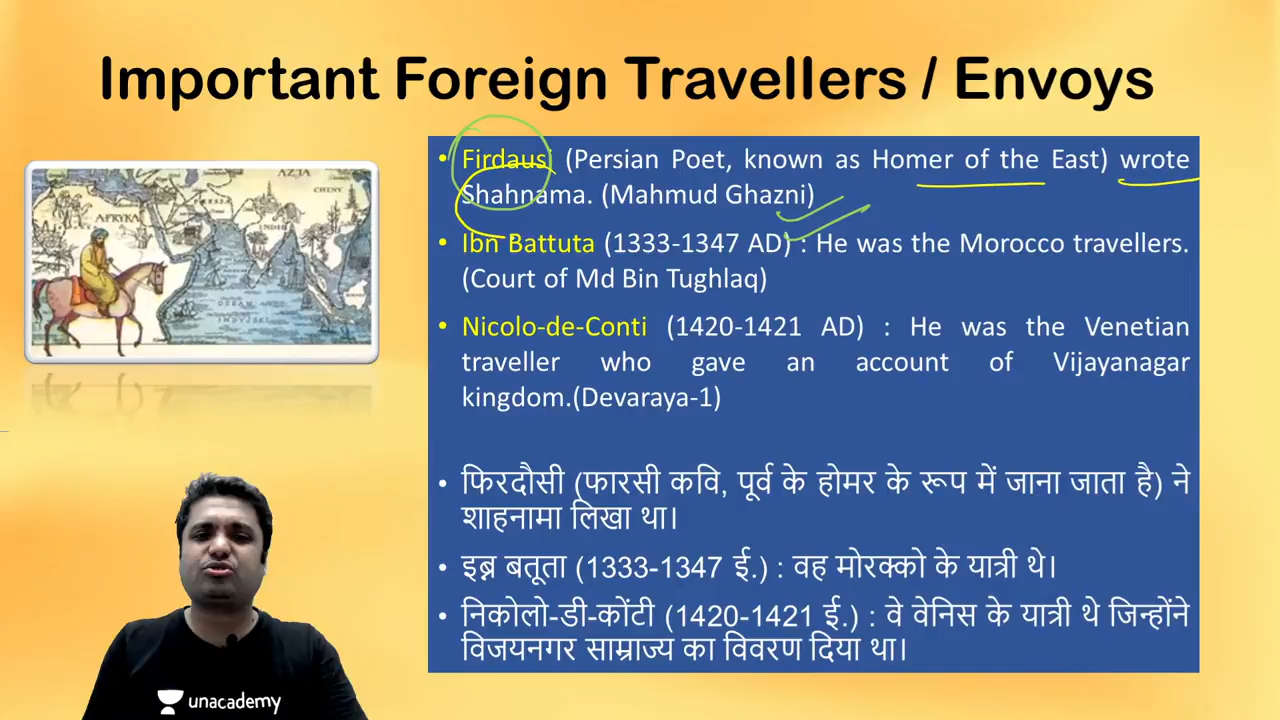 Important Foreign Travellers / Envoys
• Firdausi (Persian Poet, known as Homer of the East) wrote
Shahnama. (Mahmud Ghazni)
• Ibn Battuta (1333-1347 AD) : He was the Morocco travellers.
(Court of Md Bin Tughlaq)
• Nicolo-de-Conti (1420-1421 AD) : He was the Venetian
traveller who gave an account of Vijayanagar
kingdom.(Devaraya-1)
• फिरदौसी (फारसी कवि, पूर्व के होमर के रूप में जाना जाता है) ने
शाहनामा लिखा था।
• इब्न बतूता (1333-1347 ई.) : वह मोरक्को के यात्री थे।
• निकोलो-डी-कोंटी (1420-1421 ई.) : वे वेनिस के यात्री थे जिन्होंने
विजयनगर साम्राज्य का विवरण दिया था।
AFRYKA
unacademy